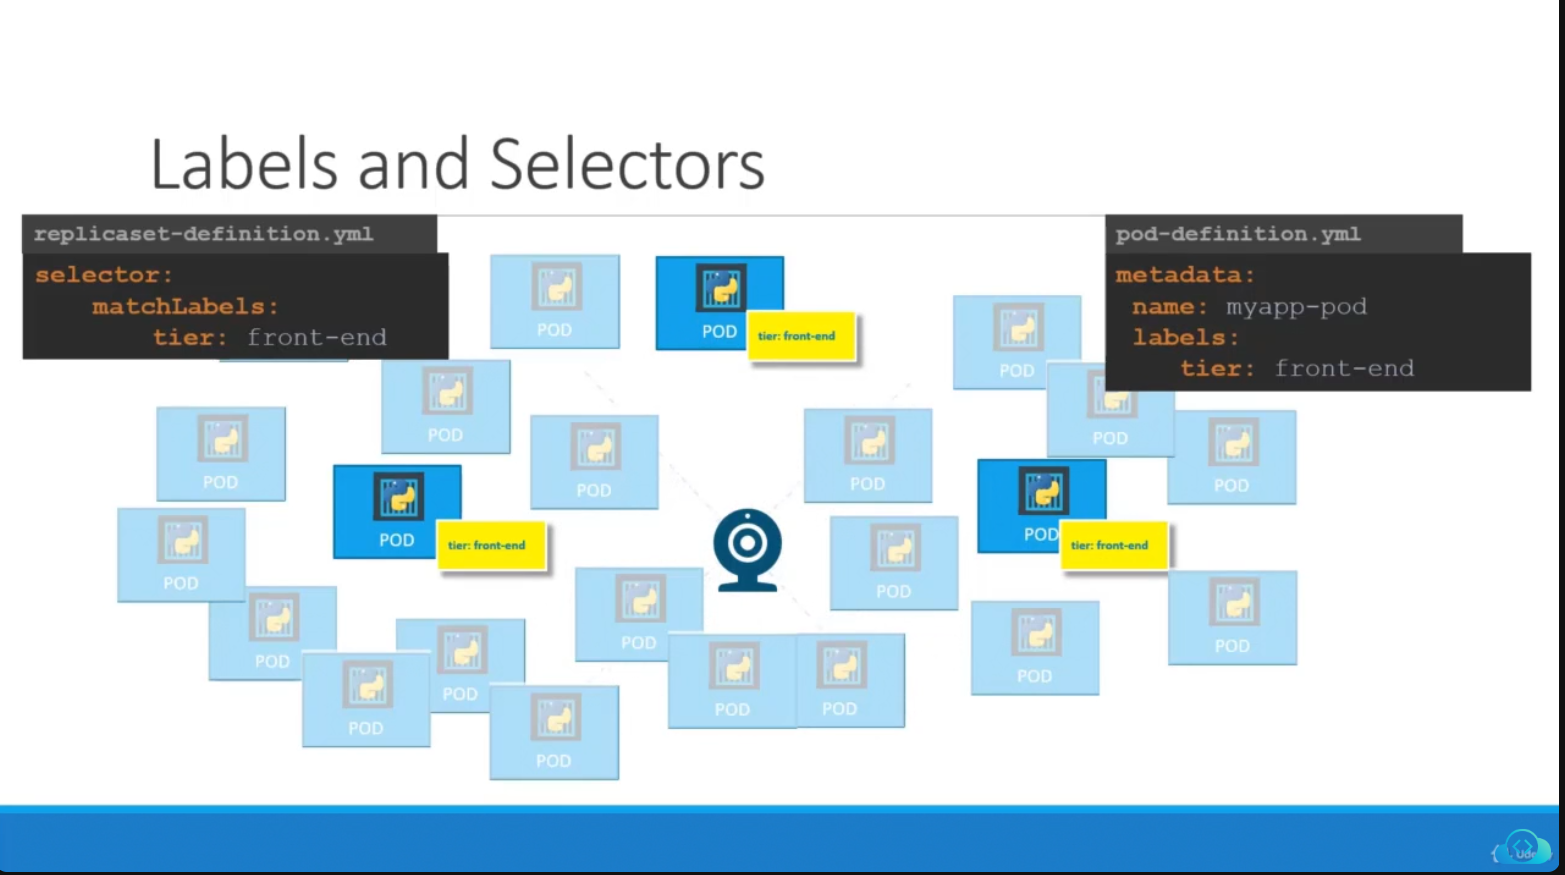 Labels and Selectors
replicaset-definition.yml
selector:
matchLabels:
tier: front-end
pod-definition.yml
metadata:
name: myapp-pod
labels:
tier: front-end
POD
POD
tier: front-end
POD
POD
POD
POD
POD
POD
POD
POD
tier: front-end
POD
tier: front-end
POD
POD
POD
POD
POD
POD
POD
POD
POD
POD
POD
POD